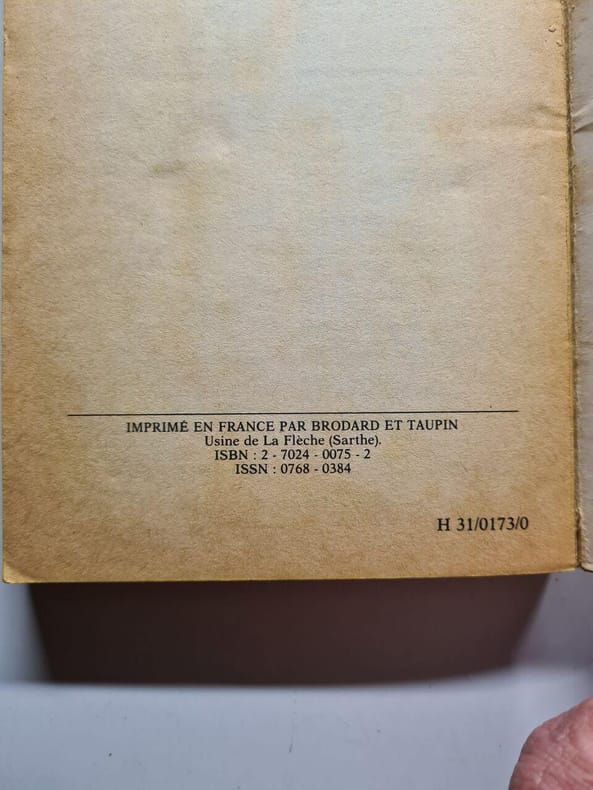 IMPRIMÉ EN FRANCE PAR BRODARD ET TAUPIN
Usine de La Flèche (Sarthe).
ISBN : 2 - 7024 - 0075 - 2
ISSN : 0768 - 0384
H 31/0173/0